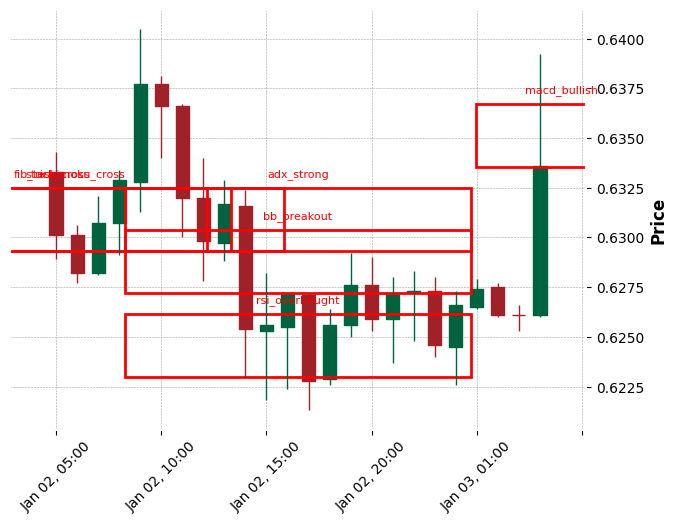 0.6400
macd_bullish
0.6375
0.6350
adx_strong
0.6325
bb_breakout
0.6300
0.6275
rsi_overbought
0.6250
0.6225
Price
Jan 02, 05:00
Jan 02, 10:00
Jan 02, 15:00
Jan 02, 20:00
Jan 03, 01:00